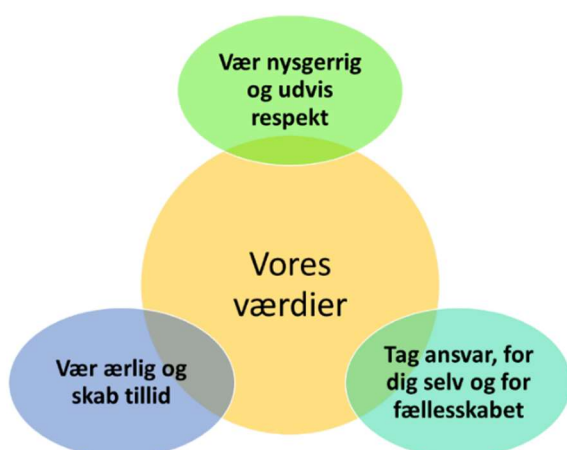 Vær nysgerrig
og udvis
respekt
Vores
værdier
Vær ærlig og
skab tillid
Tag ansvar, for
dig selv og for
fællesskabet